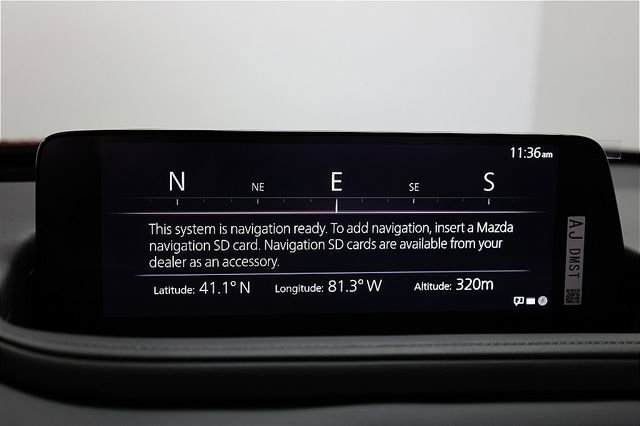 11:36am
N NE E SE S
This system is navigation ready. To add navigation, insert a Mazda
navigation SD card. Navigation SD cards are available from your
dealer as an accessory.
Latitude: 41.1° N Longitude: 81.3° W Altitude: 320m
AJ DMST